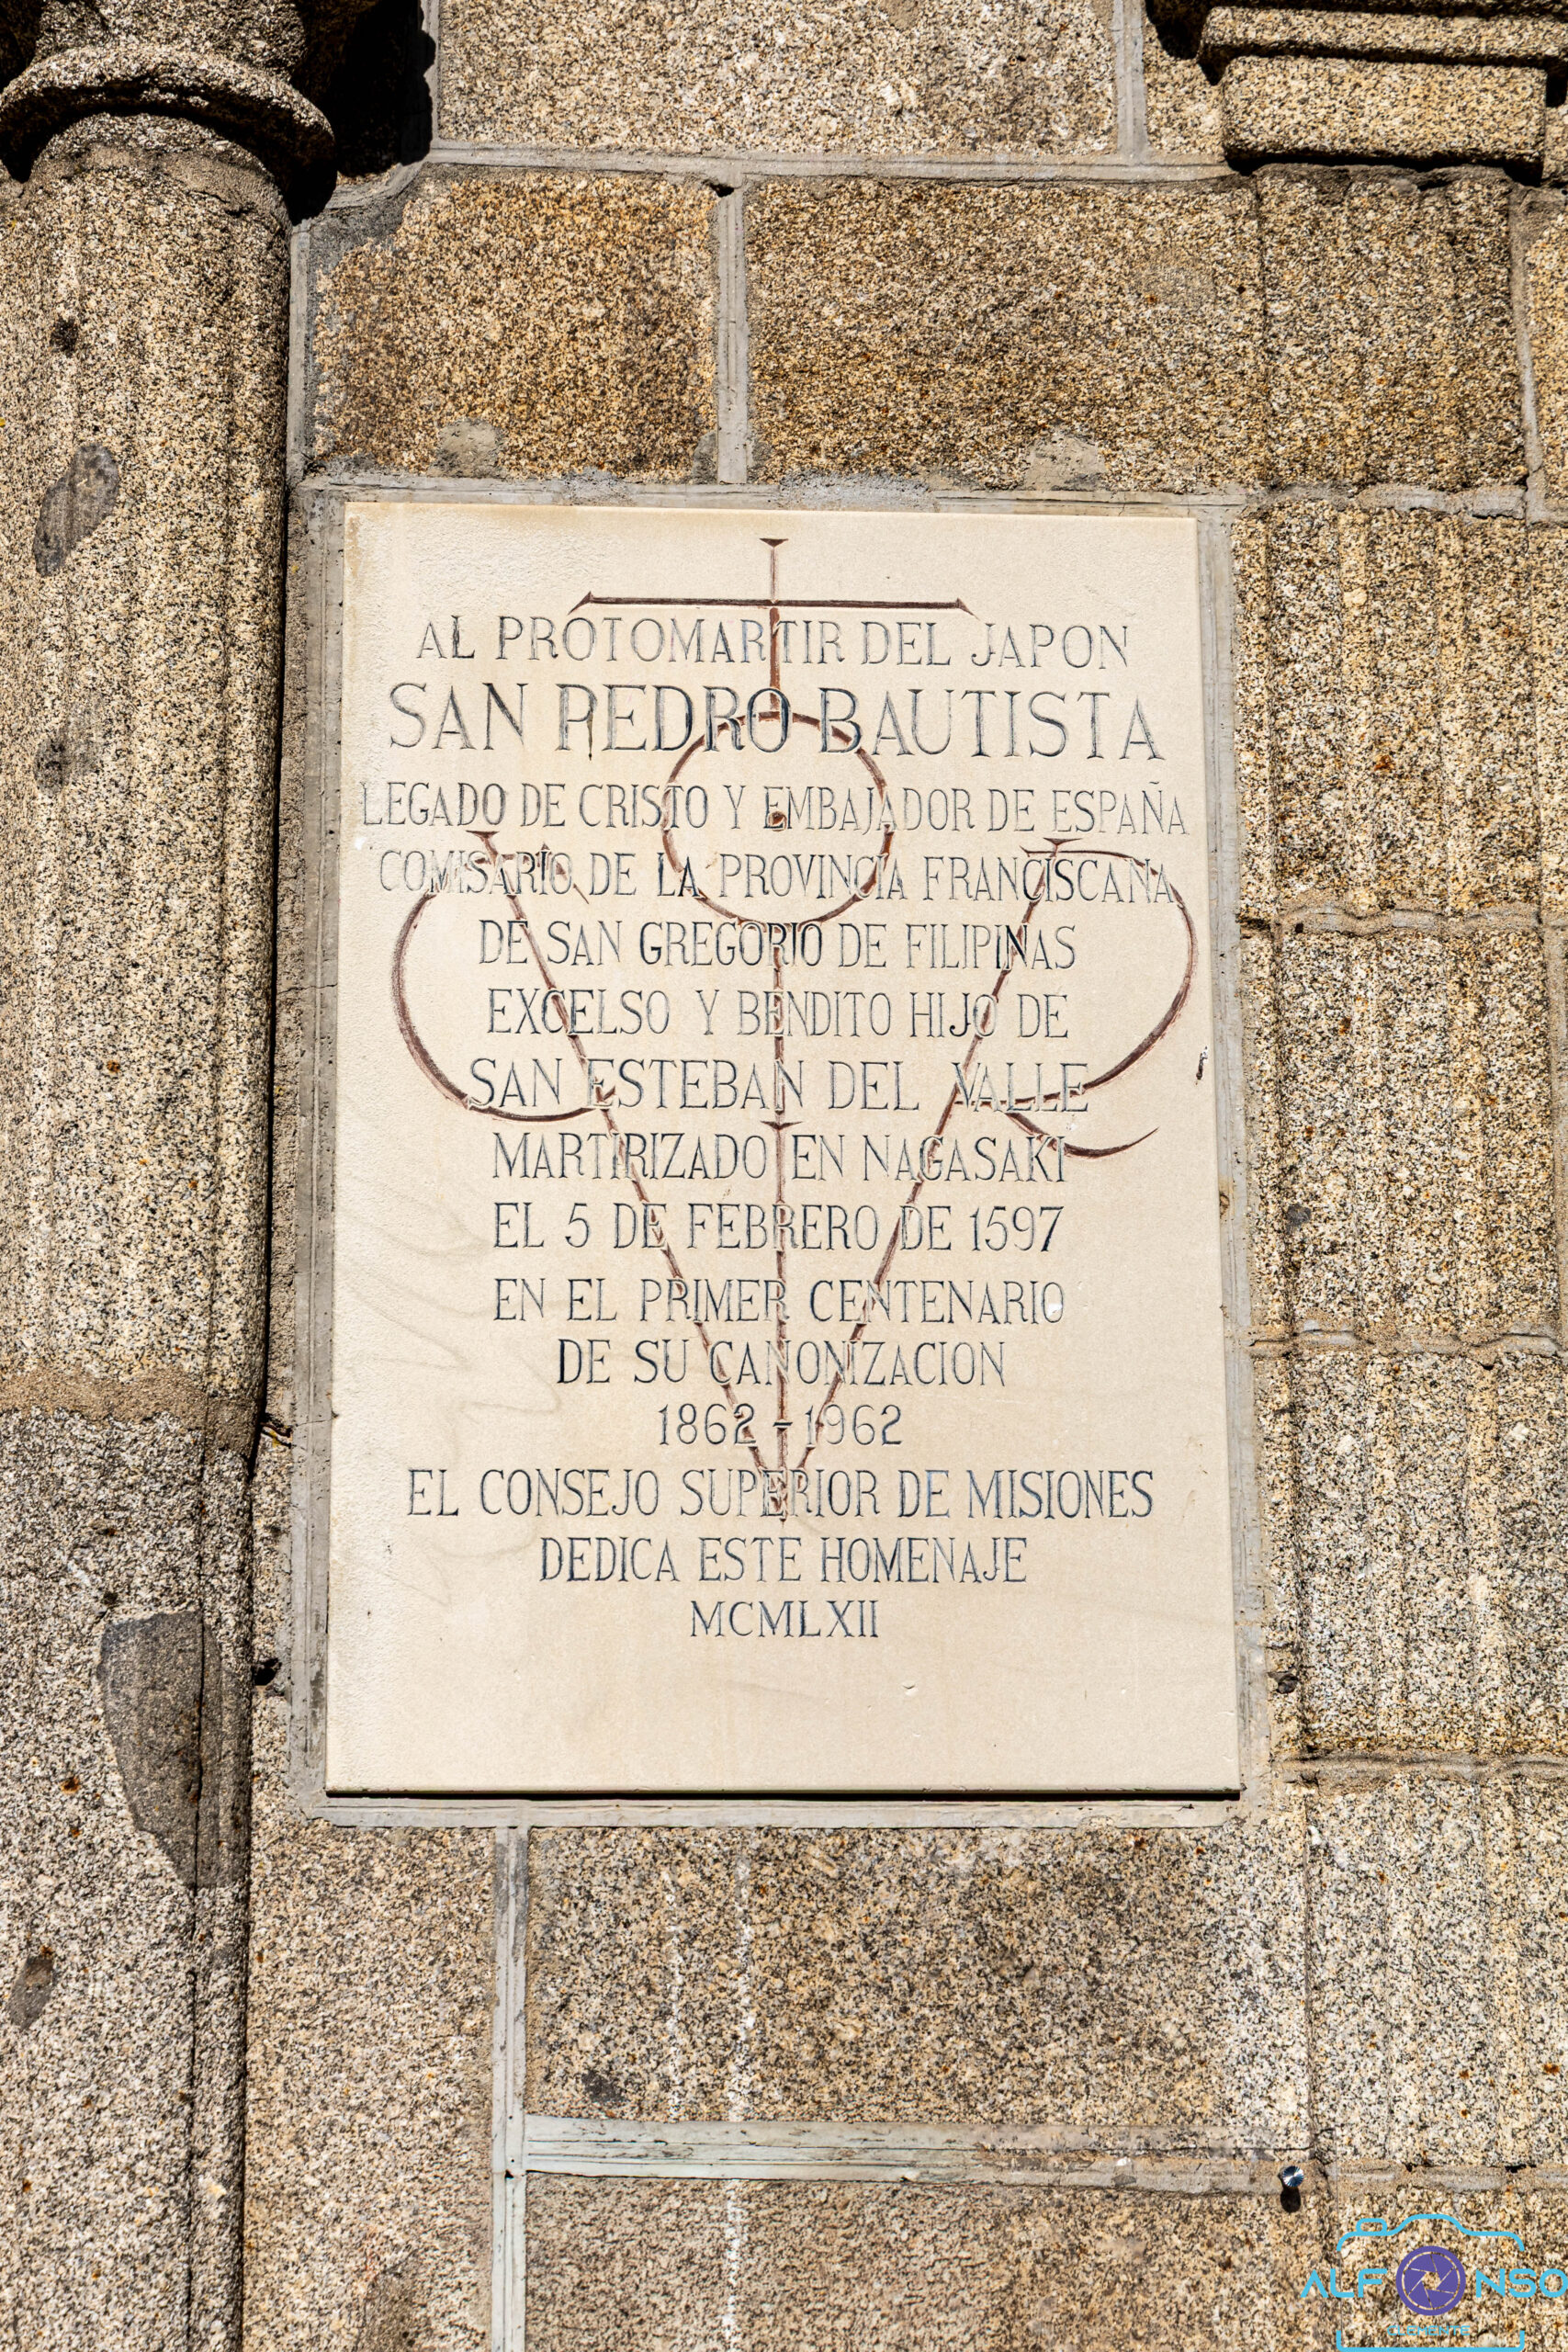 AL PROTOMARTIR DEL JAPON
SAN PEDRO BAUTISTA
LEGADO DE CRISTO Y EMBAJADOR DE ESPAÑA
COMISARIO DE LA PROVINCIA FRANCISCANA
DE SAN GREGORIO DE FILIPINAS
EXCELSO Y BENDITO HIJO DE
SAN ESTEBAN DEL VALLE
MARTIRIZADO EN NAGASAKI
EL 5 DE FEBRERO DE 1597
EN EL PRIMER CENTENARIO
DE SU CANONIZACION
1862 - 1962
EL CONSEJO SUPERIOR DE MISIONES
DEDICA ESTE HOMENAJE
MCMLXII
ALFONSO
CLEMENTE